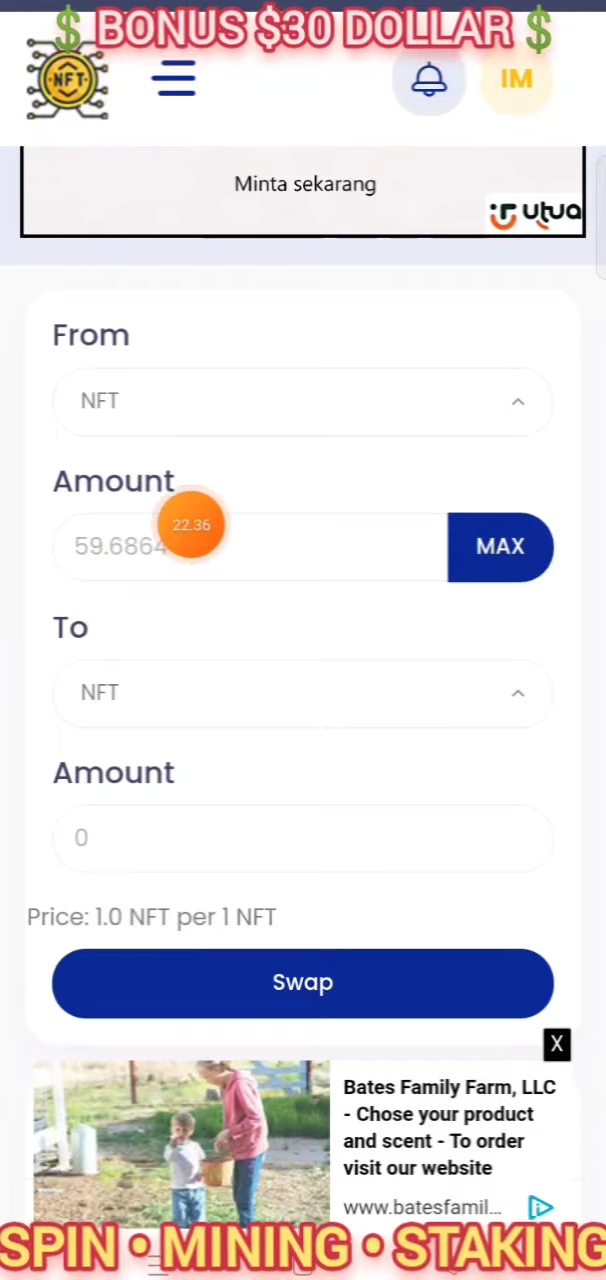 $ BONUS $30 DOLLAR $
NFT
IM
Minta sekarang
utua
From
NFT
Amount
22.36
59.6864
MAX
To
NFT
Amount
0
Price: 1.0 NFT per 1 NFT
Swap
X
Bates Family Farm, LLC
- Chose your product
and scent - To order
visit our website
www.batesfamil...
SPIN • MINING • STAKING